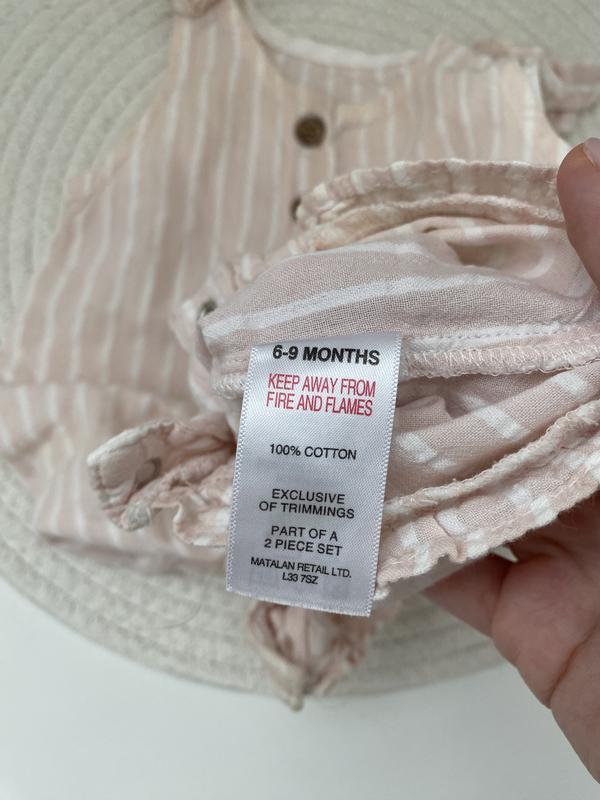 6-9 MONTHS
KEEP AWAY FROM
FIRE AND FLAMES
100% COTTON
EXCLUSIVE
OF TRIMMINGS
PART OF A
2 PIECE SET
MATALAN RETAIL LTD.
L33 7SZ